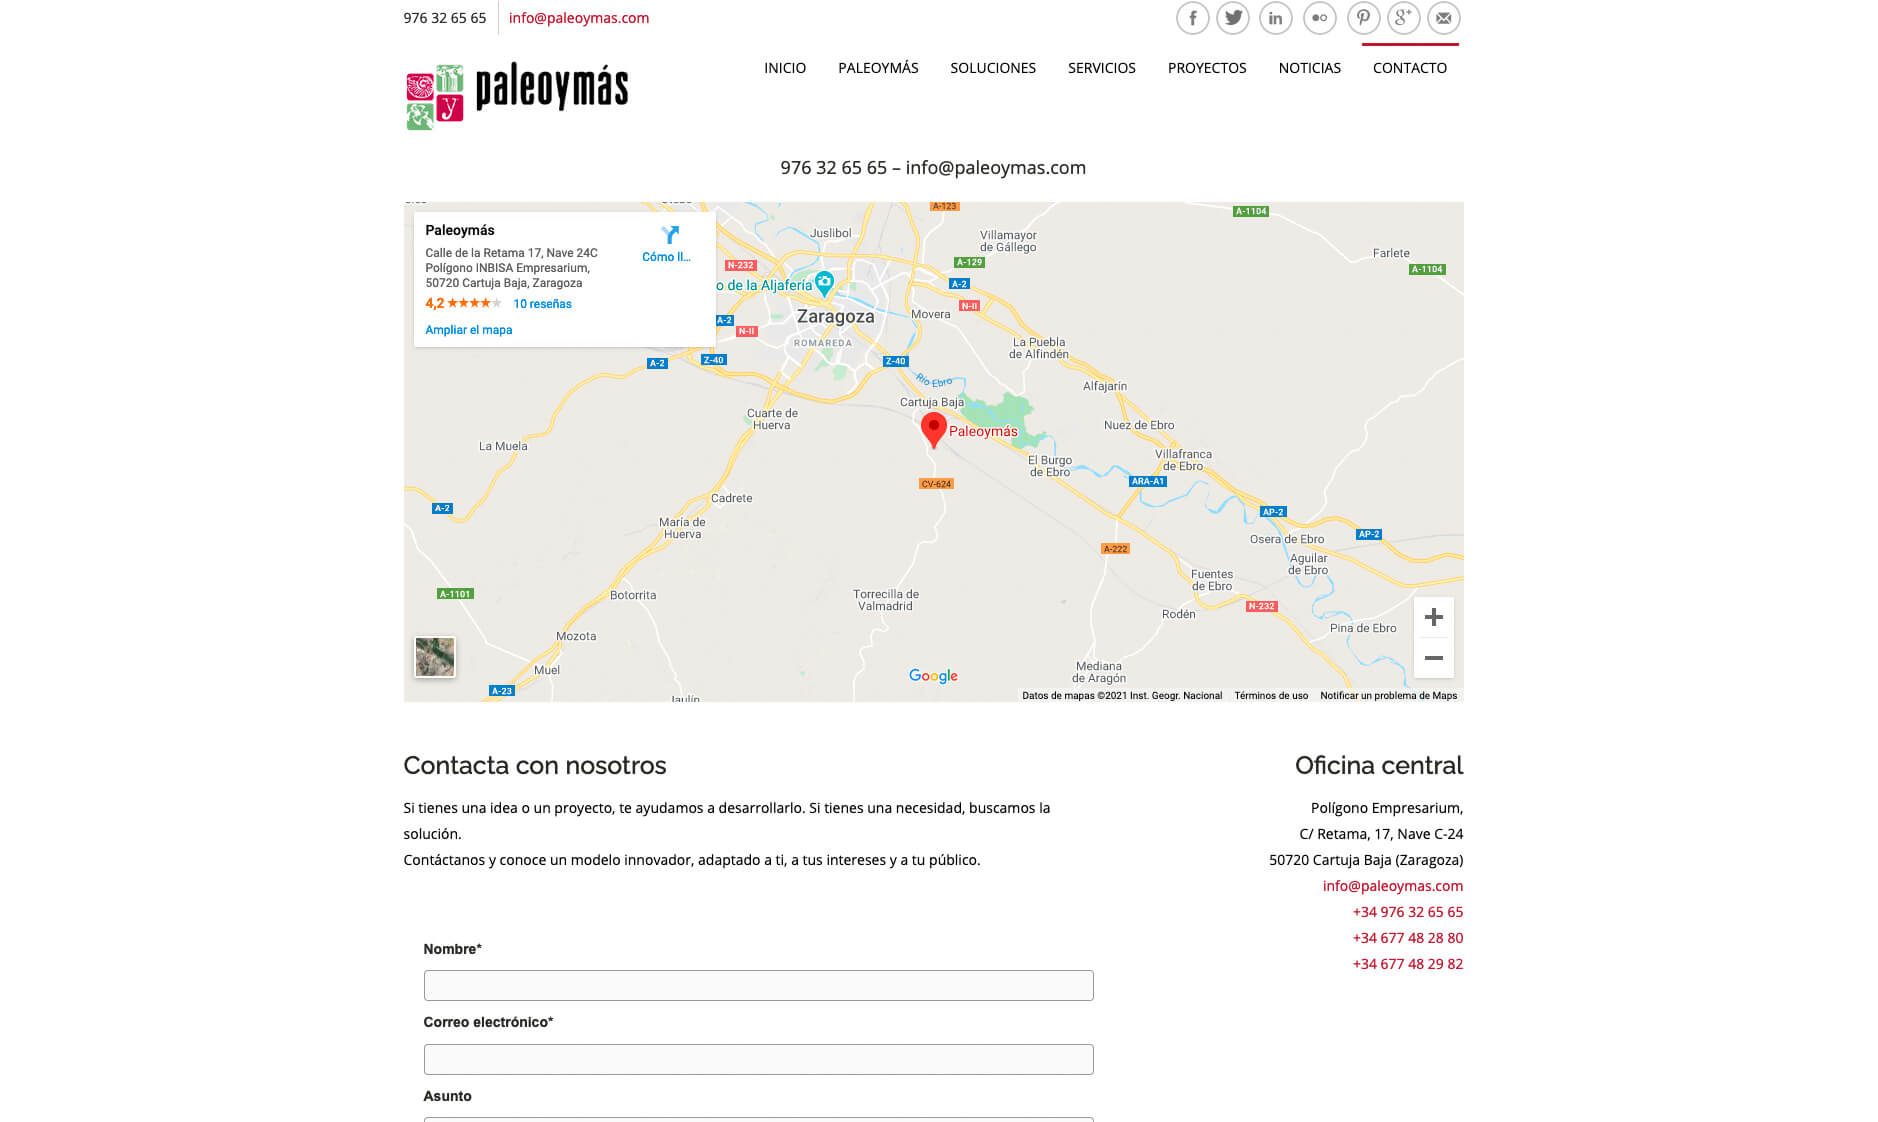 976 32 65 65
info@paleoymas.com
paleoymás
INICIO
PALEOYMÁS
SOLUCIONES
SERVICIOS
PROYECTOS
NOTICIAS
CONTACTO
976 32 65 65 – info@paleoymas.com
Paleoymás
Calle de la Retama 17, Nave 24C
Polígono INBISA Empresarium,
50720 Cartuja Baja, Zaragoza
4,2
10 reseñas
Ampliar el mapa
Cómo ll...
A-123
A-1104
Juslibol
Villamayor
de Gállego
Farlete
N-232
A-129
A-1104
o de la Aljafería
A-2
N-II
Zaragoza
Movera
A-2
N-II
ROMAREDA
La Puebla
de Alfindén
A-2
Z-40
Z-40
Río Ebro
Alfajarín
Cartuja Baja
Cuarte de
Huerva
Paleoymás
Nuez de Ebro
La Muela
El Burgo
de Ebro
Villafranca
de Ebro
CV-624
ARA-A1
Cadrete
A-2
AP-2
María de
Huerva
AP-2
Osera de Ebro
A-222
Aguilar
de Ebro
Fuentes
de Ebro
A-1101
Botorrita
Torrecilla de
Valmadrid
N-232
Rodén
Pina de Ebro
Mozota
Muel
Mediana
de Aragón
Google
A-23
Jaulín
Datos de mapas ©2021 Inst. Geogr. Nacional
Términos de uso
Notificar un problema de Maps
Contacta con nosotros
Si tienes una idea o un proyecto, te ayudamos a desarrollarlo. Si tienes una necesidad, buscamos la
solución.
Contáctanos y conoce un modelo innovador, adaptado a ti, a tus intereses y a tu público.
Nombre*
Correo electrónico*
Asunto
Oficina central
Polígono Empresarium,
C/ Retama, 17, Nave C-24
50720 Cartuja Baja (Zaragoza)
info@paleoymas.com
+34 976 32 65 65
+34 677 48 28 80
+34 677 48 29 82